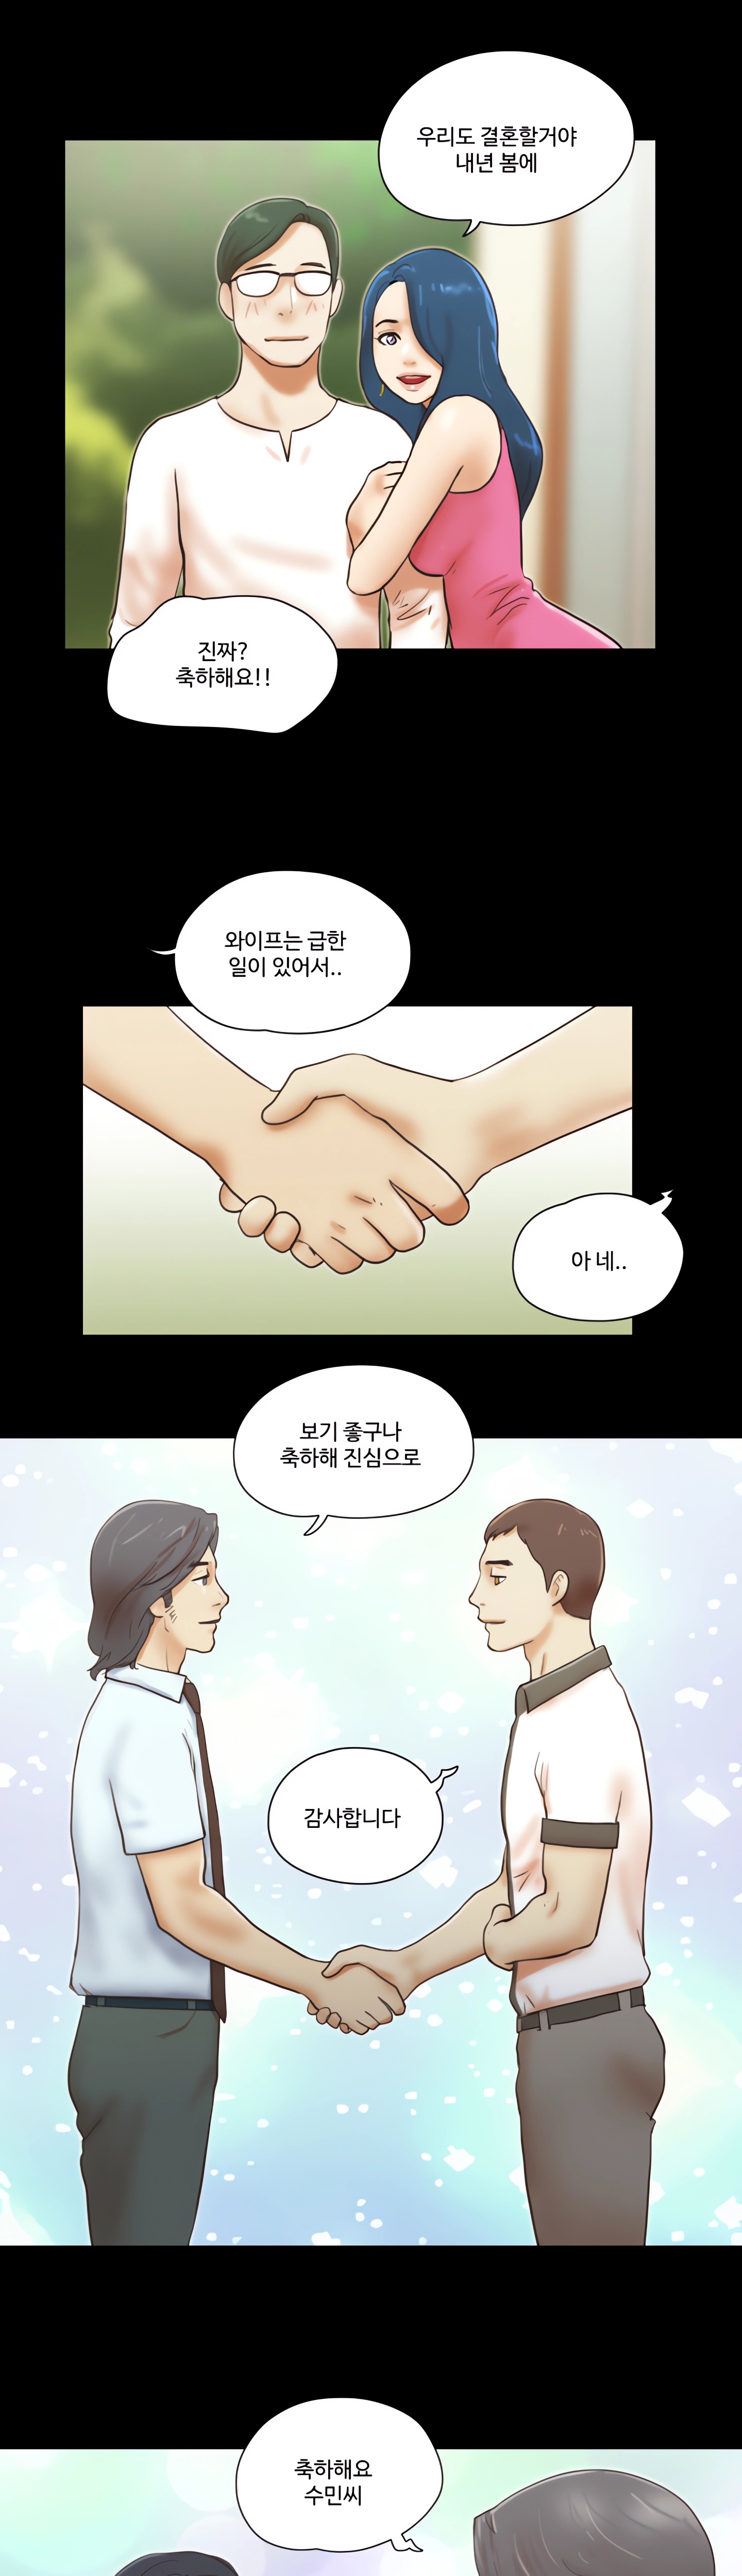 우리도 결혼할거야
내년 봄에
진짜?
축하해요!!
와이프는 급한
일이 있어서..
아 네..
보기 좋구나
축하해 진심으로
감사합니다
축하해요
수민씨